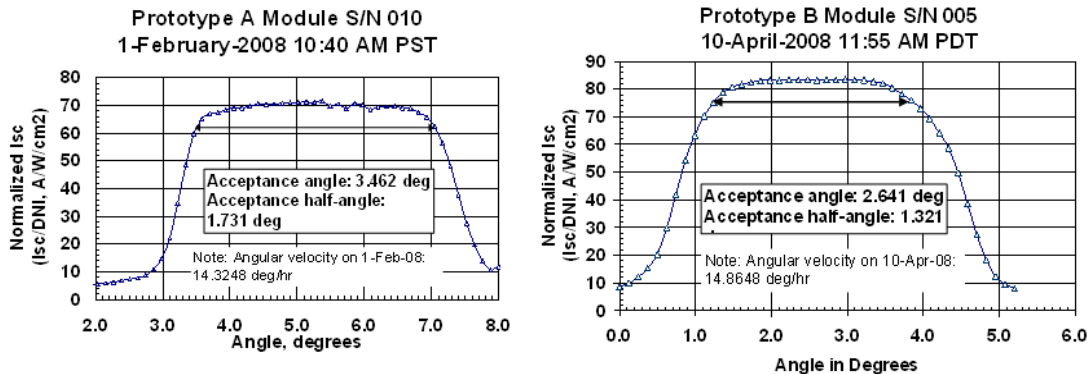 Prototype A Module S/N 010
1-February-2008 10:40 AM PST
Normalized Isc
(Isc/DNI, A/W/cm2)
80
70
60
50
40
30
20
10
0
Acceptance angle: 3.462 deg
Acceptance half-angle:
1.731 deg
Note: Angular velocity on 1-Feb-08:
14.3248 deg/hr
2.0 3.0 4.0 5.0 6.0 7.0 8.0
Angle, degrees
Prototype B Module S/N 005
10-April-2008 11:55 AM PDT
Normalized Isc
(Isc/DNI, A/W/cm2)
90
80
70
60
50
40
30
20
10
0
Acceptance angle: 2.641 deg
Acceptance half-angle: 1.321
Note: Angular velocity on 10-Apr-08:
14.8648 deg/hr
0.0 1.0 2.0 3.0 4.0 5.0 6.0
Angle in Degrees